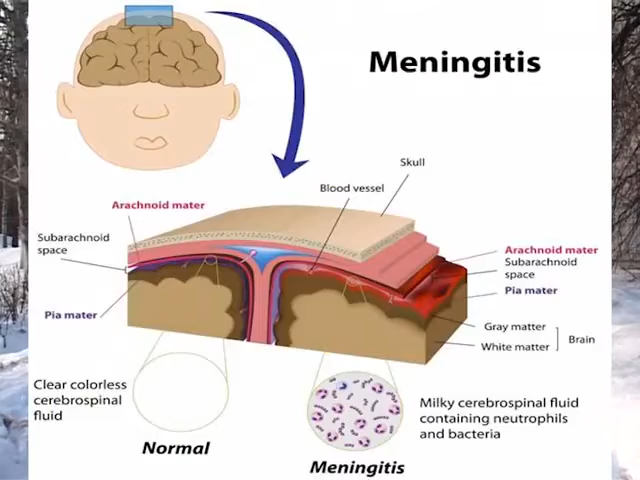 Meningitis
Skull
Blood vessel
Arachnoid mater
Subarachnoid
space
Pia mater
Arachnoid mater
Subarachnoid
space
Pia mater
Gray matter
White matter
Brain
Clear colorless
cerebrospinal
fluid
Normal
Milky cerebrospinal fluid
containing neutrophils
and bacteria
Meningitis